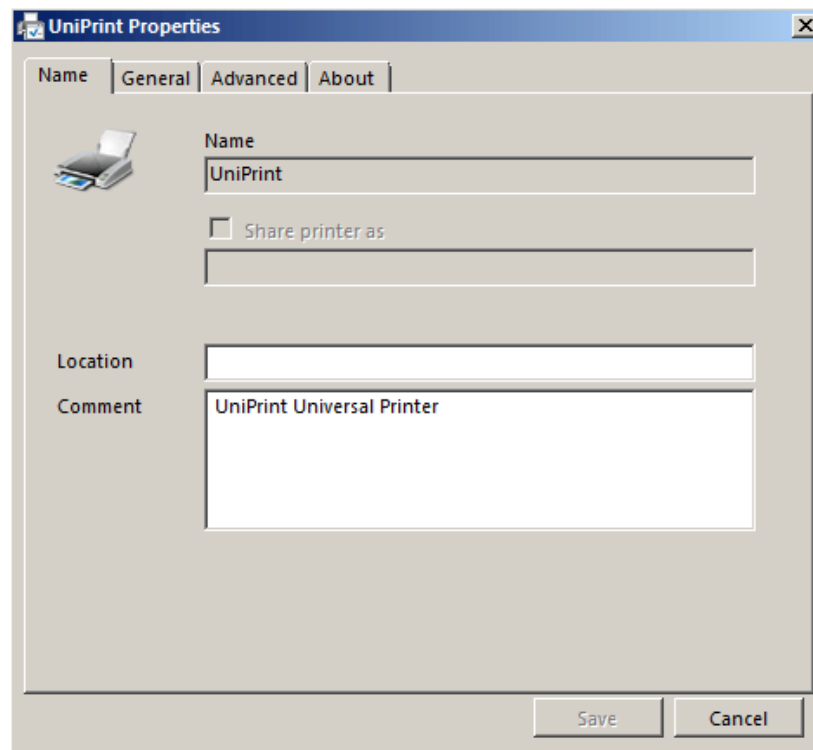 UniPrint Properties
Name General Advanced About
Name
UniPrint
Share printer as
Location
Comment UniPrint Universal Printer
Save Cancel